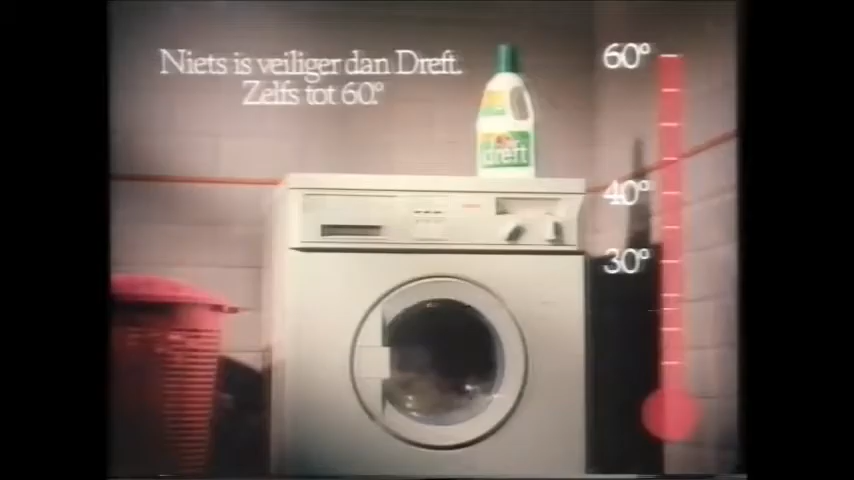 Niets is veiliger dan Dreft.
Zelfs tot 60°.
60°
40°
30°
dreft